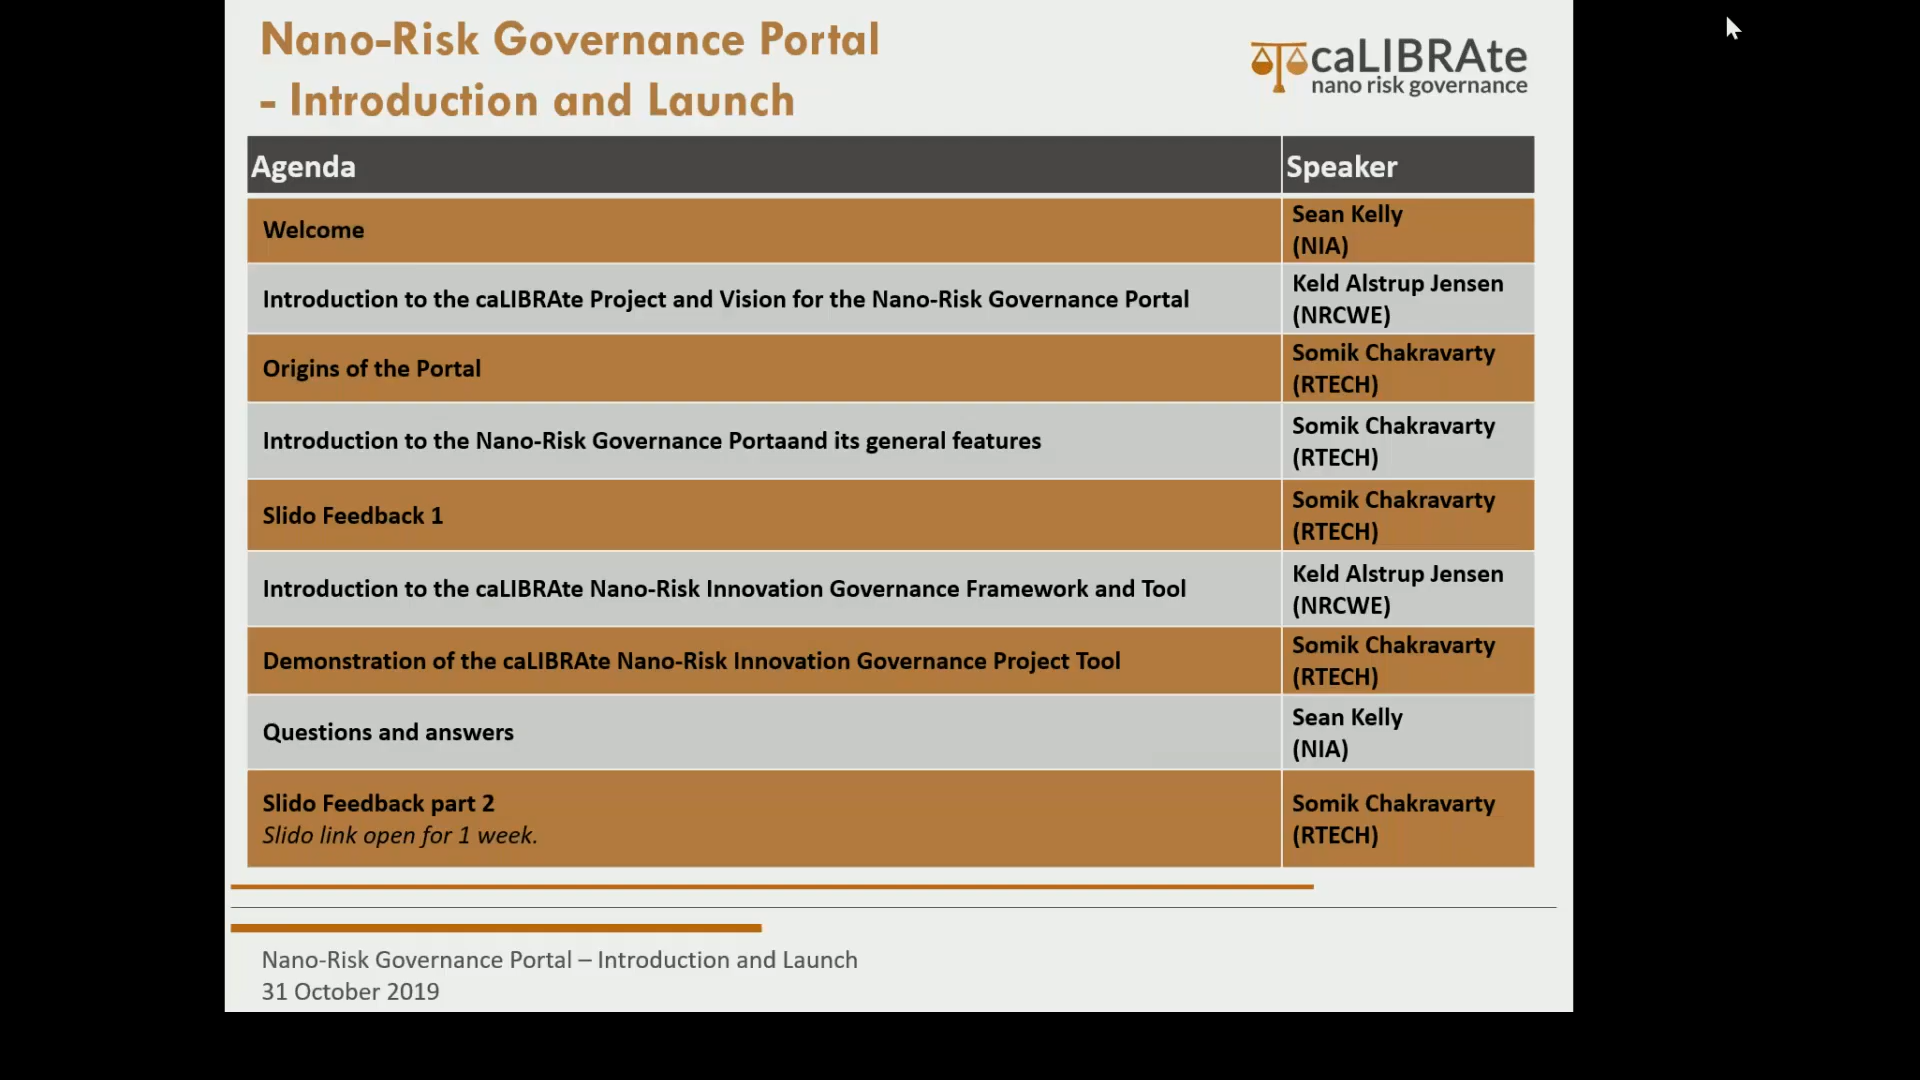 Nano-Risk Governance Portal
- Introduction and Launch
caLIBRAte
nano risk governance
Agenda
Speaker
Welcome
Sean Kelly
(NIA)
Introduction to the caLIBRAte Project and Vision for the Nano-Risk Governance Portal
Keld Alstrup Jensen
(NRCWE)
Origins of the Portal
Somik Chakravarty
(RTECH)
Introduction to the Nano-Risk Governance Portaand its general features
Somik Chakravarty
(RTECH)
Slido Feedback 1
Somik Chakravarty
(RTECH)
Introduction to the caLIBRAte Nano-Risk Innovation Governance Framework and Tool
Keld Alstrup Jensen
(NRCWE)
Demonstration of the caLIBRAte Nano-Risk Innovation Governance Project Tool
Somik Chakravarty
(RTECH)
Questions and answers
Sean Kelly
(NIA)
Slido Feedback part 2
Slido link open for 1 week.
Somik Chakravarty
(RTECH)
Nano-Risk Governance Portal – Introduction and Launch
31 October 2019